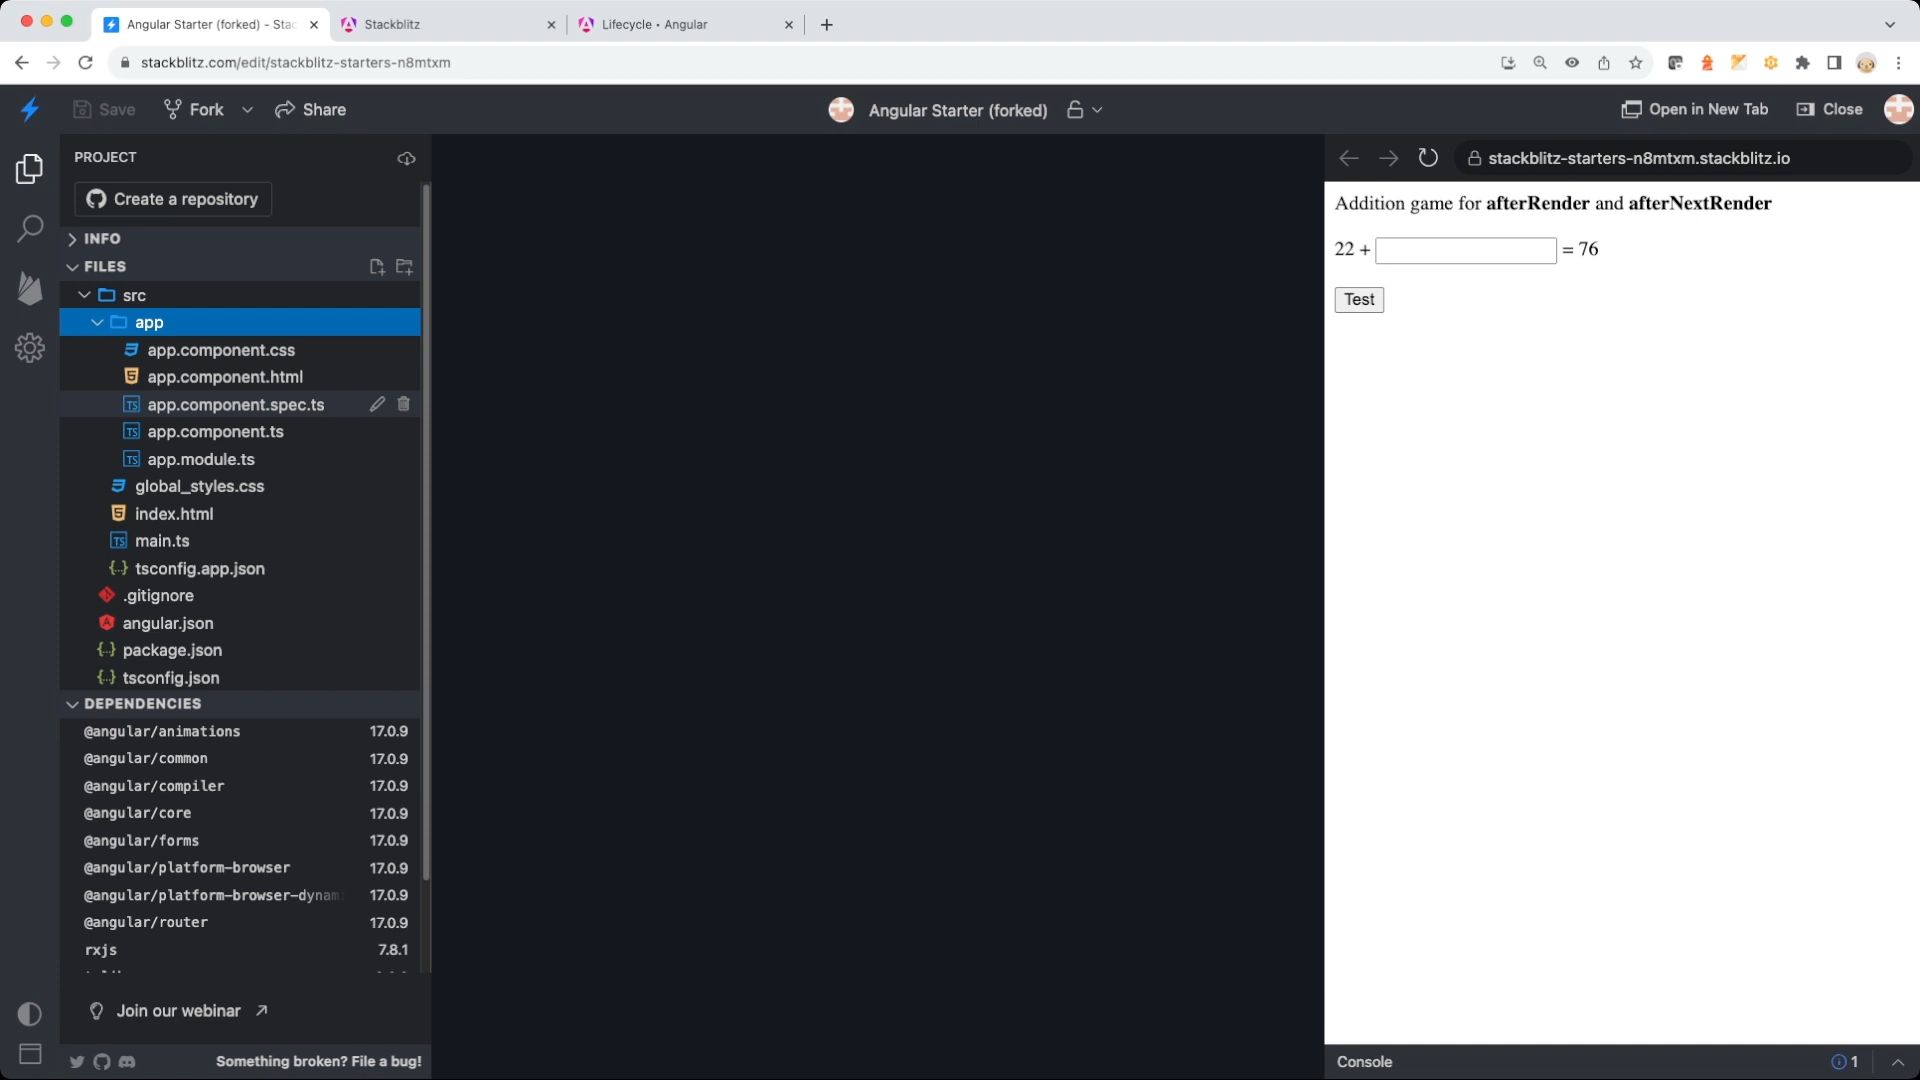 Angular Starter (forked) - Stac
Stackblitz
Lifecycle • Angular
stackblitz.com/edit/stackblitz-starters-n8mtxm
Save
Fork
Share
Angular Starter (forked)
Open in New Tab
Close
PROJECT
Create a repository
INFO
FILES
src
app
app.component.css
app.component.html
app.component.spec.ts
app.component.ts
app.module.ts
global_styles.css
index.html
main.ts
tsconfig.app.json
.gitignore
angular.json
package.json
tsconfig.json
DEPENDENCIES
@angular/animations 17.0.9
@angular/common 17.0.9
@angular/compiler 17.0.9
@angular/core 17.0.9
@angular/forms 17.0.9
@angular/platform-browser 17.0.9
@angular/platform-browser-dynam 17.0.9
@angular/router 17.0.9
rxjs 7.8.1
Join our webinar
Something broken? File a bug!
stackblitz-starters-n8mtxm.stackblitz.io
Addition game for afterRender and afterNextRender
22 + = 76
Test
Console
1